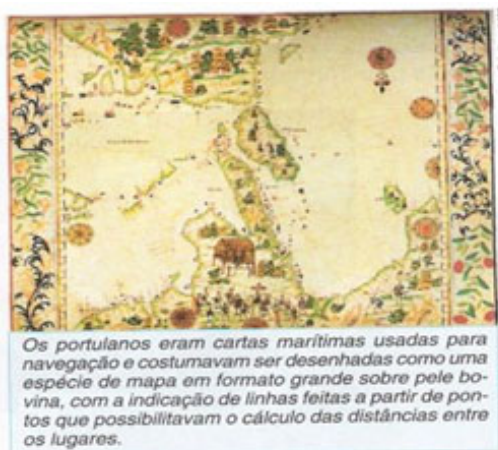 Os portulanos eram cartas marítimas usadas para
navegação e costumavam ser desenhadas como uma
espécie de mapa em formato grande sobre pele bo-
vina, com a indicação de linhas feitas a partir de pon-
tos que possibilitavam o cálculo das distâncias entre
os lugares.